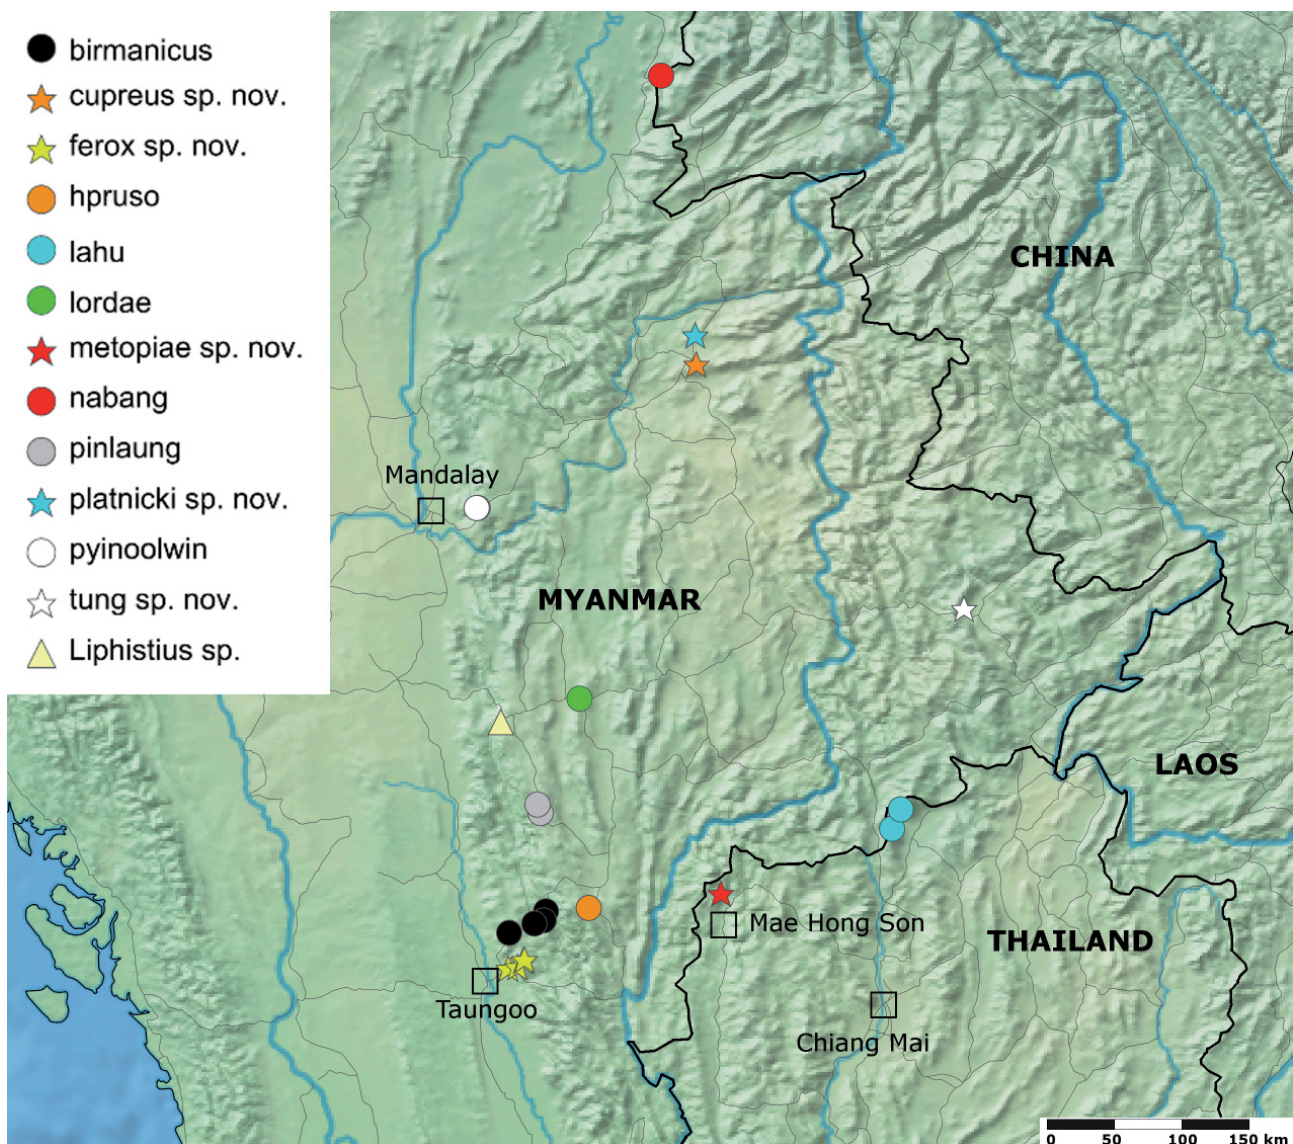 birmanicus
cupreus sp. nov.
ferox sp. nov.
hpruso
lahu
lordae
metopiae sp. nov.
nabang
pinlaung
platnicki sp. nov.
pyinoolwin
tung sp. nov.
Liphistius sp.
CHINA
Mandalay
MYANMAR
LAOS
Mae Hong Son
THAILAND
Taungoo
Chiang Mai
0 50 100 150 km